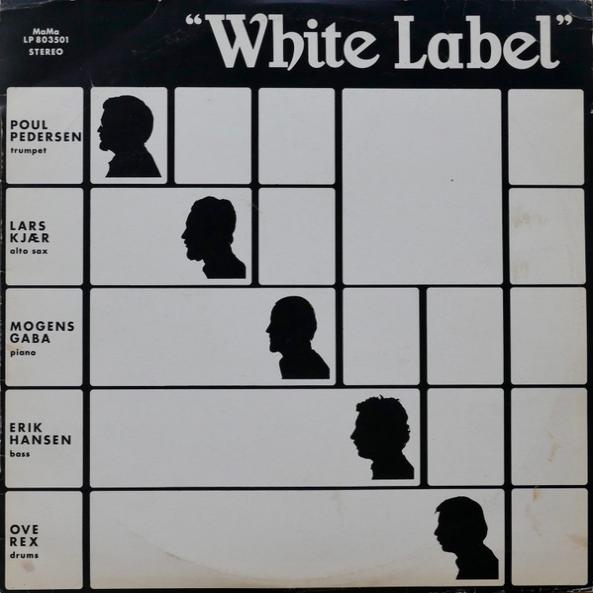 MaMa
LP 803501
STEREO
"White Label"
POUL
PEDERSEN
trumpet
LARS
KJÆR
alto sax
MOGENS
GABA
piano
ERIK
HANSEN
bass
OVE
REX
drums